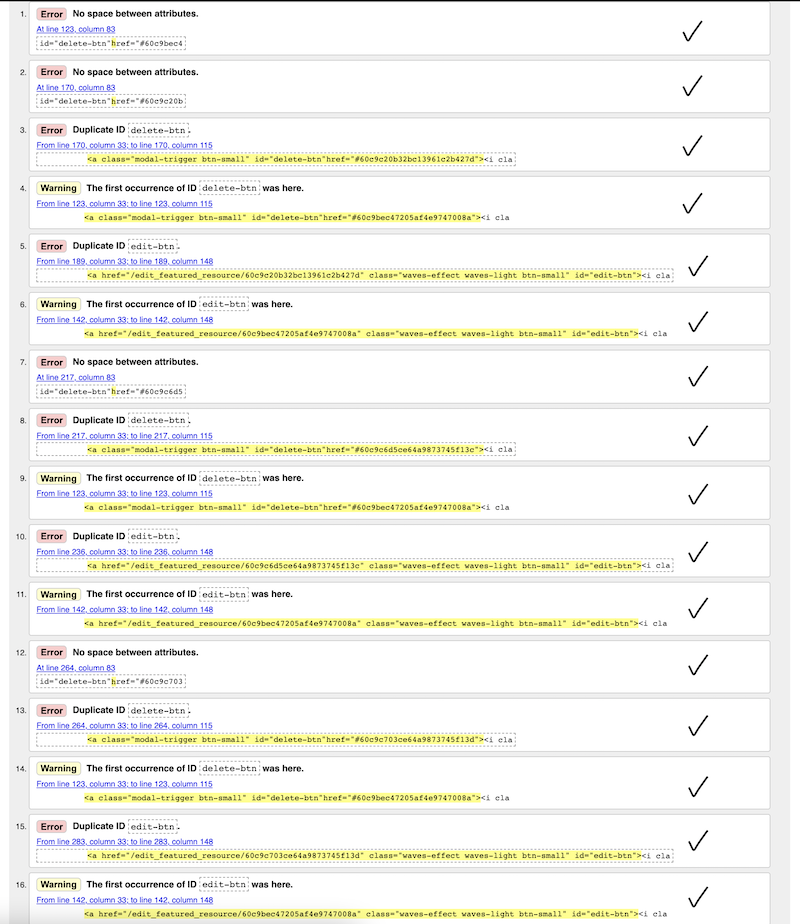 1. Error No space between attributes.
At line 123, column 83
id="delete-btn"href="#60c9bec4
2. Error No space between attributes.
At line 170, column 83
id="delete-btn"href="#60c9c20b
3. Error Duplicate ID delete-btn.
From line 170, column 33; to line 170, column 115
<a class="modal-trigger btn-small" id="delete-btn"href="#60c9c20b32bc13961c2b427d"><i cla
4. Warning The first occurrence of ID delete-btn was here.
From line 123, column 33; to line 123, column 115
<a class="modal-trigger btn-small" id="delete-btn"href="#60c9bec47205af4e9747008a"><i cla
5. Error Duplicate ID edit-btn.
From line 189, column 33; to line 189, column 148
<a href="/edit_featured_resource/60c9c20b32bc13961c2b427d" class="waves-effect waves-light btn-small" id="edit-btn"><i cla
6. Warning The first occurrence of ID edit-btn was here.
From line 142, column 33; to line 142, column 148
<a href="/edit_featured_resource/60c9bec47205af4e9747008a" class="waves-effect waves-light btn-small" id="edit-btn"><i cla
7. Error No space between attributes.
At line 217, column 83
id="delete-btn"href="#60c9c6d5
8. Error Duplicate ID delete-btn.
From line 217, column 33; to line 217, column 115
<a class="modal-trigger btn-small" id="delete-btn"href="#60c9c6d5ce64a9873745f13c"><i cla
9. Warning The first occurrence of ID delete-btn was here.
From line 123, column 33; to line 123, column 115
<a class="modal-trigger btn-small" id="delete-btn"href="#60c9bec47205af4e9747008a"><i cla
10. Error Duplicate ID edit-btn.
From line 236, column 33; to line 236, column 148
<a href="/edit_featured_resource/60c9c6d5ce64a9873745f13c" class="waves-effect waves-light btn-small" id="edit-btn"><i cla
11. Warning The first occurrence of ID edit-btn was here.
From line 142, column 33; to line 142, column 148
<a href="/edit_featured_resource/60c9bec47205af4e9747008a" class="waves-effect waves-light btn-small" id="edit-btn"><i cla
12. Error No space between attributes.
At line 264, column 83
id="delete-btn"href="#60c9c703
13. Error Duplicate ID delete-btn.
From line 264, column 33; to line 264, column 115
<a class="modal-trigger btn-small" id="delete-btn"href="#60c9c703ce64a9873745f13d"><i cla
14. Warning The first occurrence of ID delete-btn was here.
From line 123, column 33; to line 123, column 115
<a class="modal-trigger btn-small" id="delete-btn"href="#60c9bec47205af4e9747008a"><i cla
15. Error Duplicate ID edit-btn.
From line 283, column 33; to line 283, column 148
<a href="/edit_featured_resource/60c9c703ce64a9873745f13d" class="waves-effect waves-light btn-small" id="edit-btn"><i cla
16. Warning The first occurrence of ID edit-btn was here.
From line 142, column 33; to line 142, column 148
<a href="/edit_featured_resource/60c9bec47205af4e9747008a" class="waves-effect waves-light btn-small" id="edit-btn"><i cla